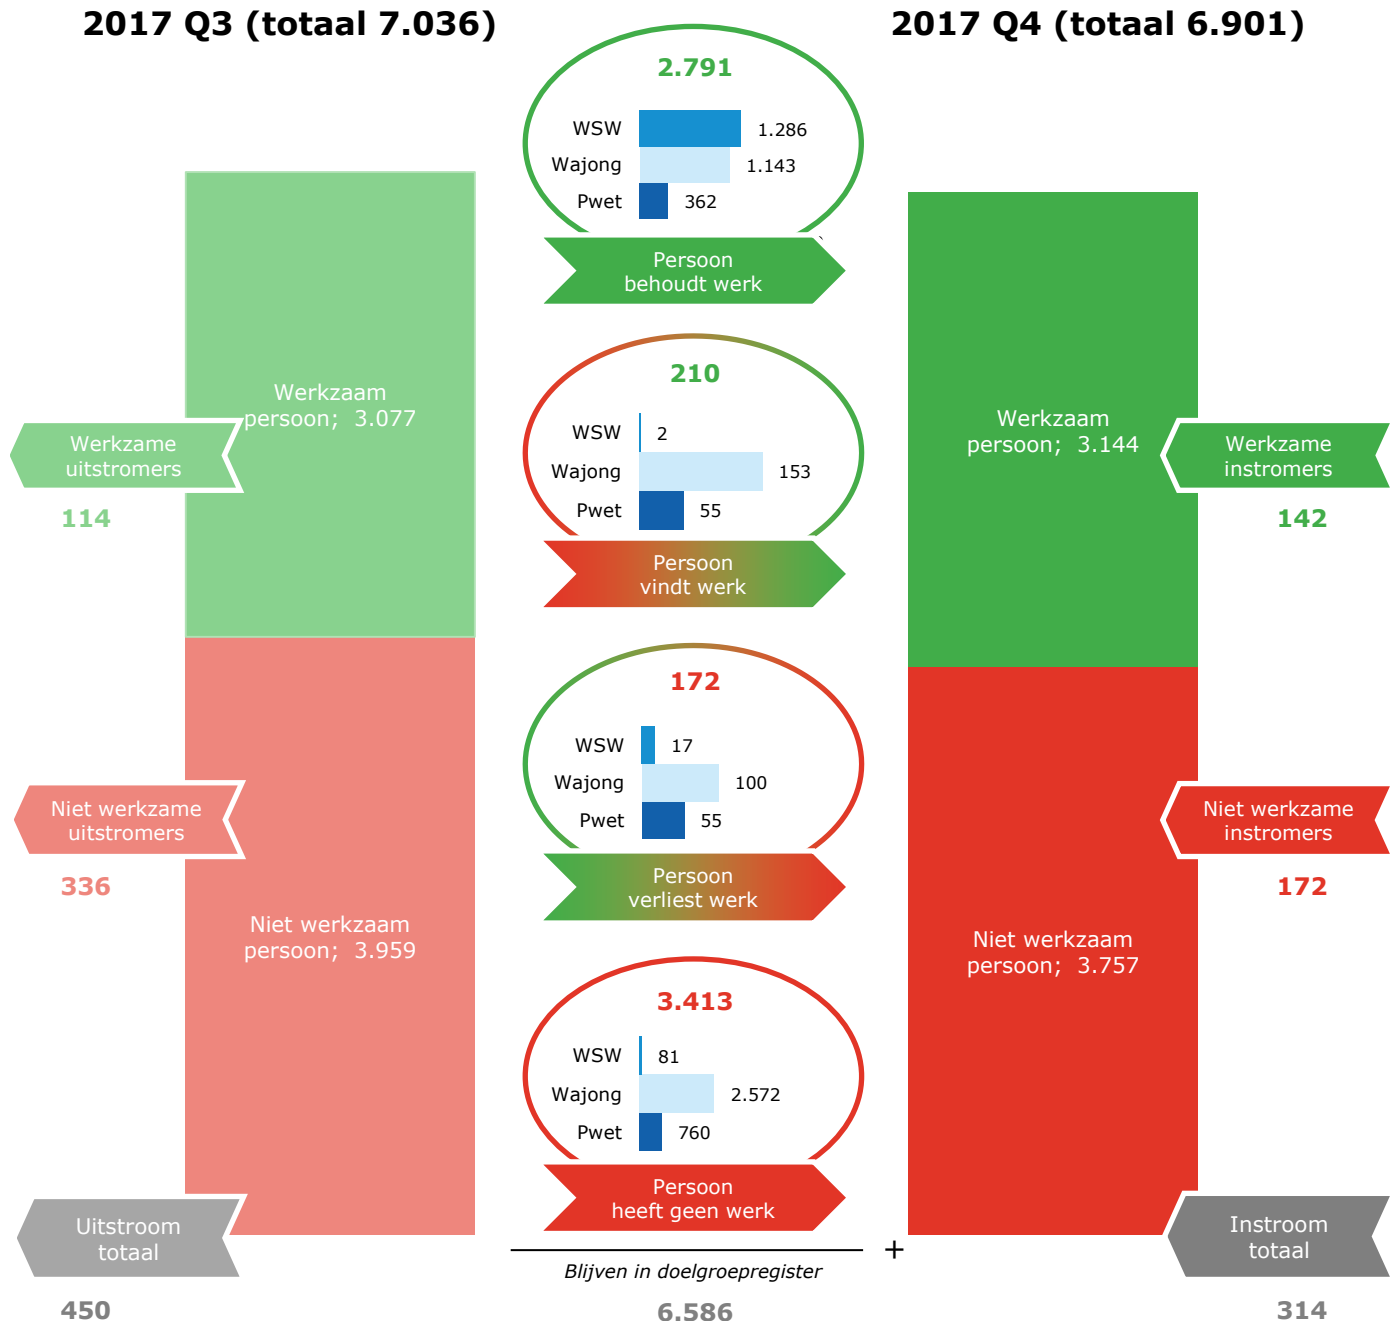 2017 Q3 (totaal 7.036)
2017 Q4 (totaal 6.901)
2.791
WSW 1.286
Wajong 1.143
Pwet 362
Persoon
behoudt werk
Werkzaam
persoon; 3.077
Werkzame
uitstromers
114
210
WSW 2
Wajong 153
Pwet 55
Persoon
vindt werk
Werkzaam
persoon; 3.144
Werkzame
instromers
142
172
WSW 17
Wajong 100
Pwet 55
Persoon
verliest werk
Niet werkzame
uitstromers
336
Niet werkzaam
persoon; 3.959
Niet werkzame
instromers
172
Niet werkzaam
persoon; 3.757
3.413
WSW 81
Wajong 2.572
Pwet 760
Persoon
heeft geen werk
Uitstroom
totaal
450
Blijven in doelgroepregister
6.586
+
Instroom
totaal
314